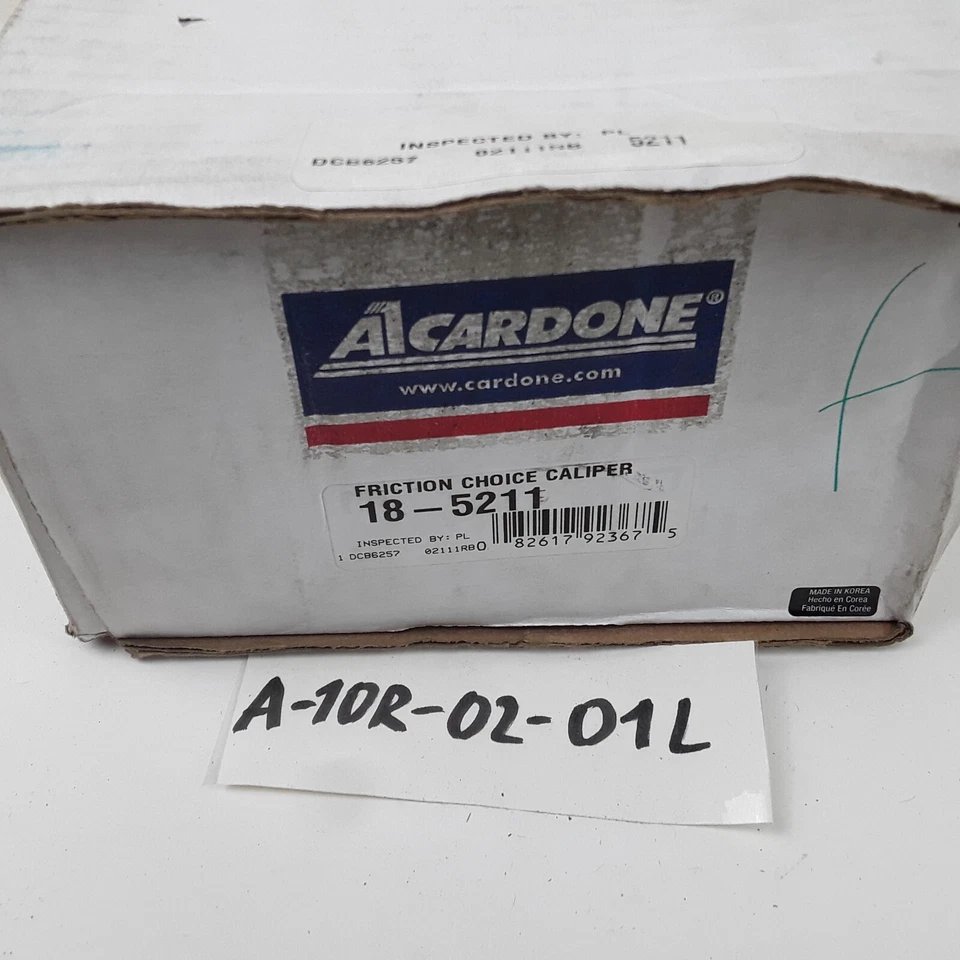 INSPECTED BY: PL
DCB6257 02111RB 5211
A1CARDONE®
www.cardone.com
FRICTION CHOICE CALIPER
18-5211
INSPECTED BY: PL
1 DCB6257 02111RB
0 82617 92367 5
MADE IN KOREA
Hecho en Corea
Fabriqué En Corée
A-10R-02-01L